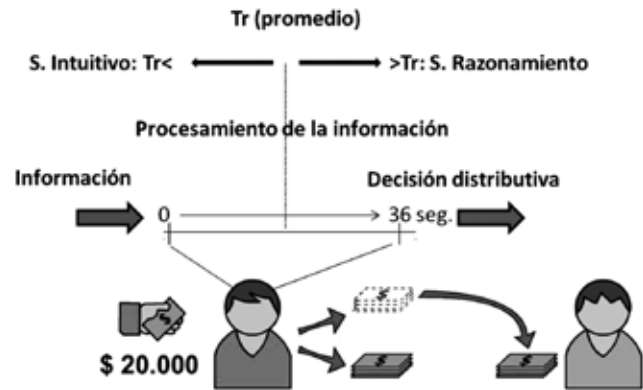 Tr (promedio)
S. Intuitivo: Tr< >Tr: S. Razonamiento
Procesamiento de la información
Información Decisión distributiva
0 36 seg.
$ 20.000